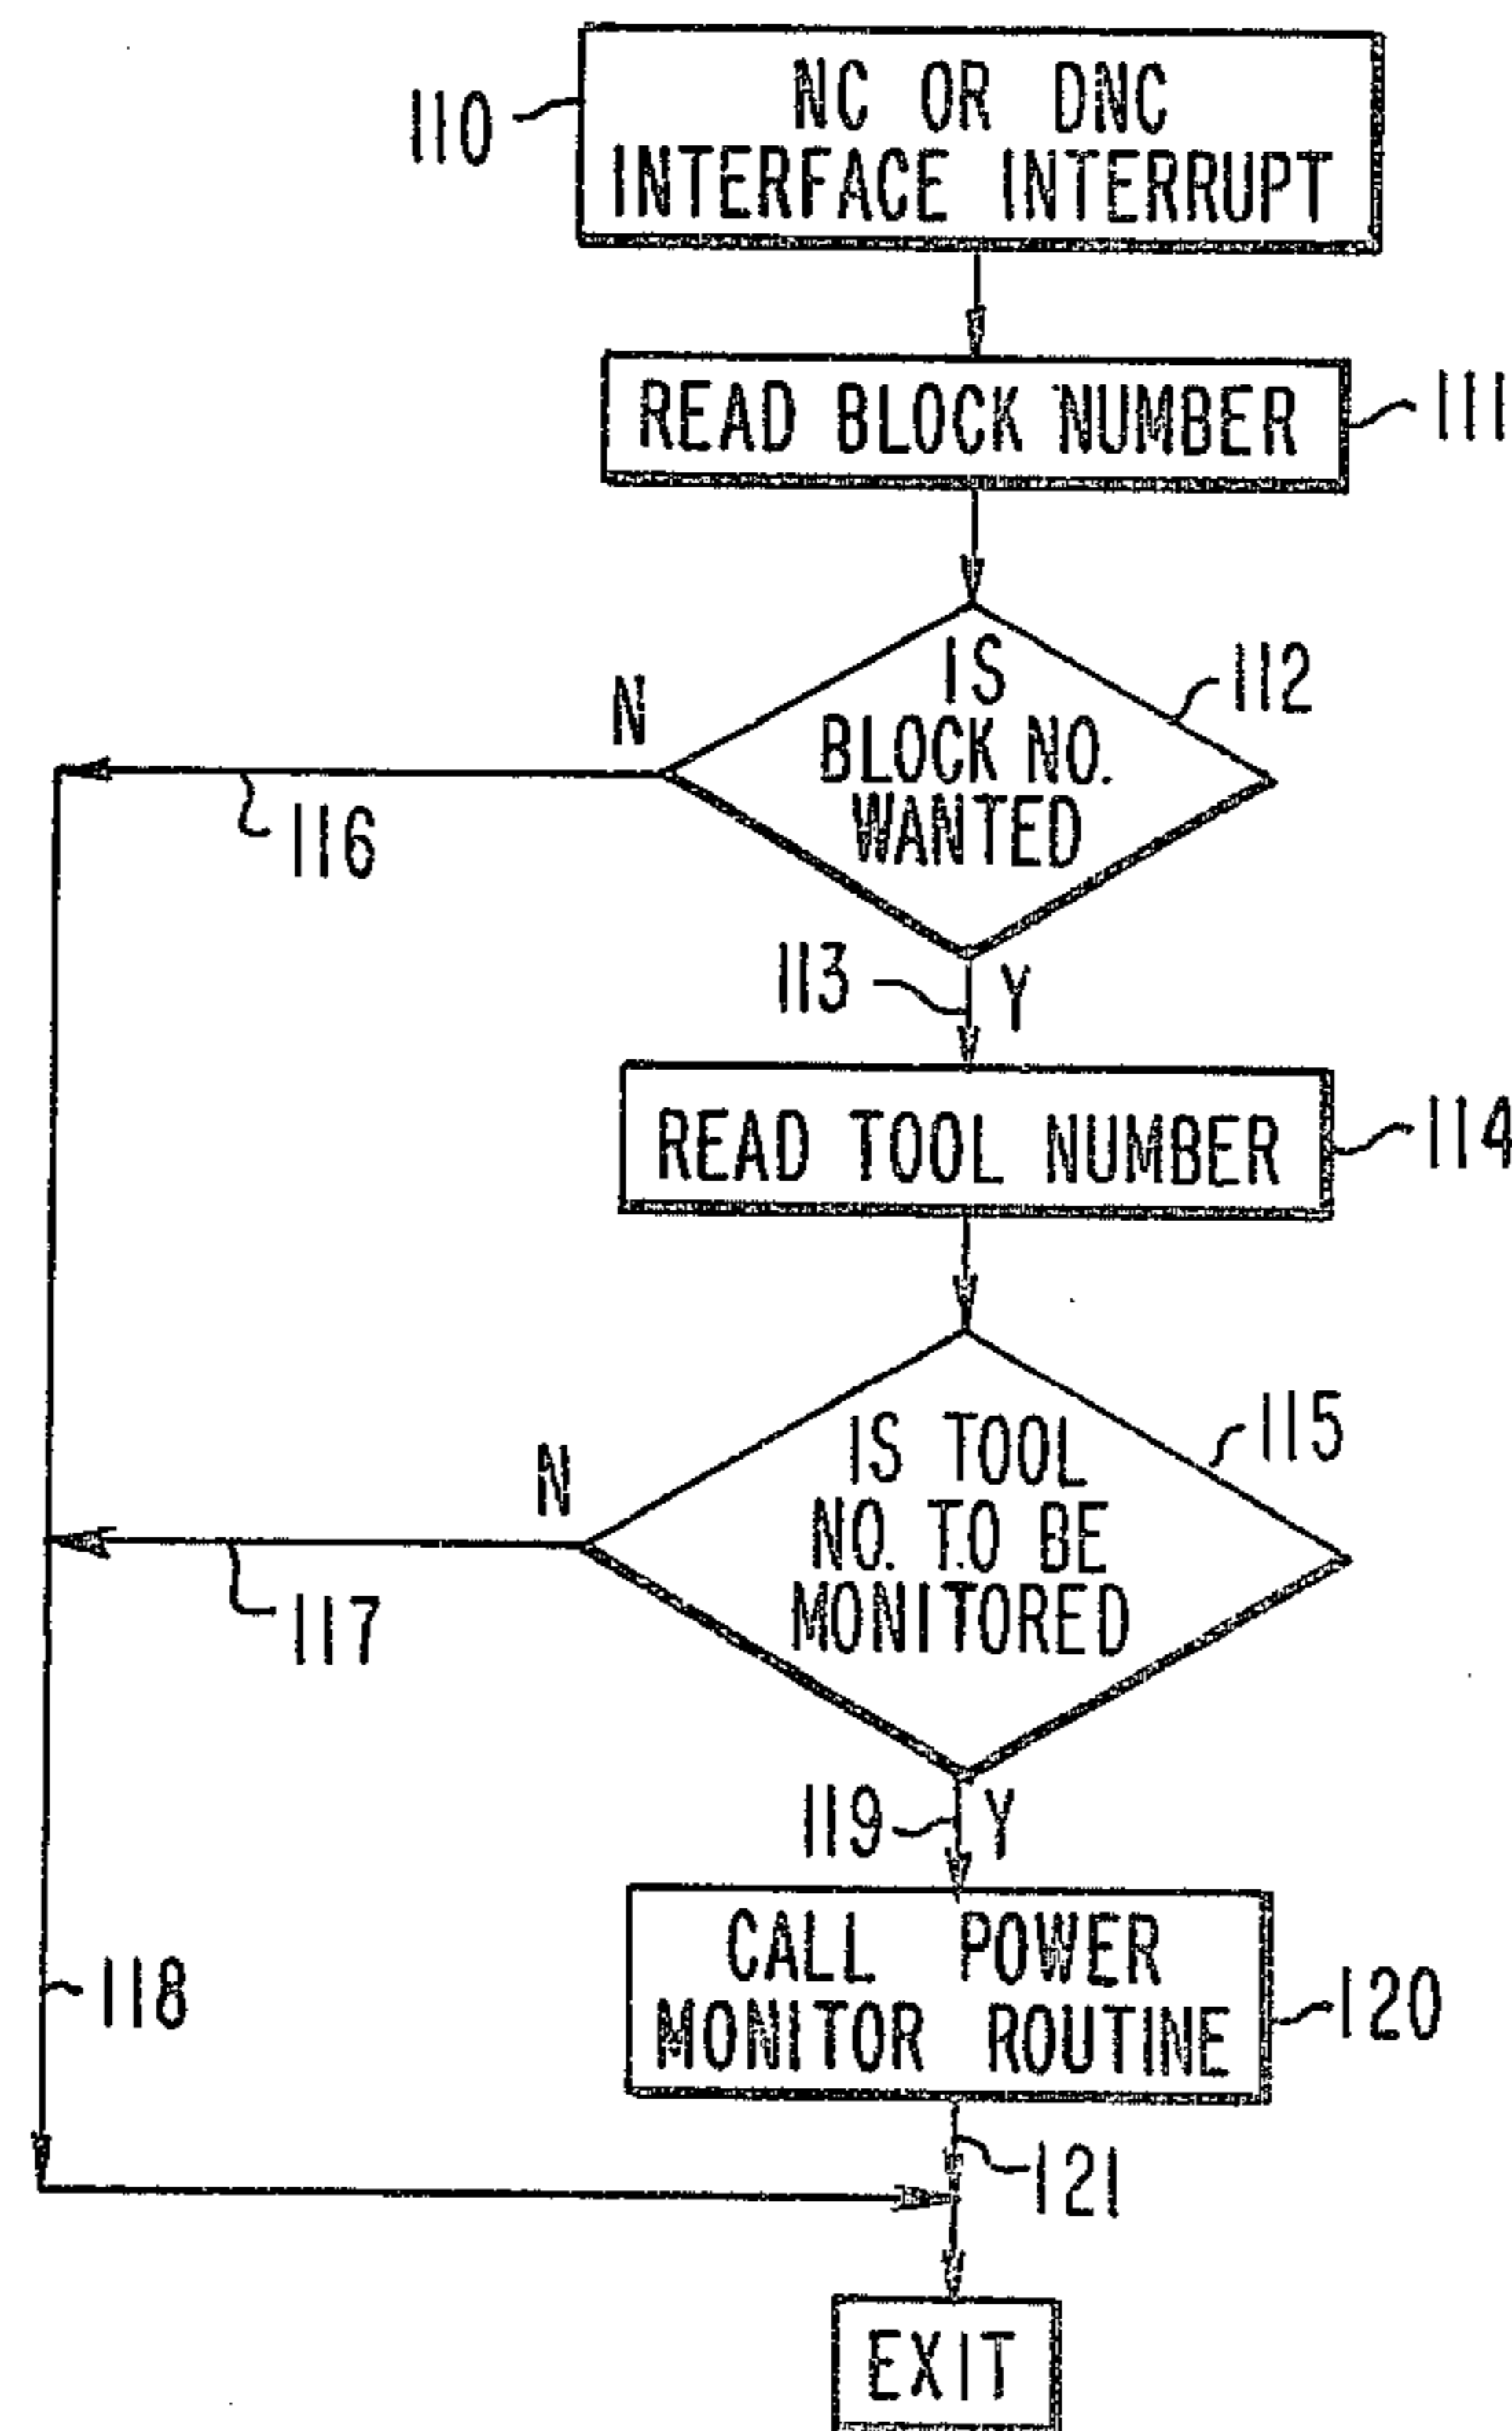 110
NC OR DNC
INTERFACE INTERRUPT
READ BLOCK NUMBER
111
IS
BLOCK NO.
WANTED
112
N
116
113
Y
READ TOOL NUMBER
114
IS TOOL
NO. T.O BE
MONITORED
115
N
117
119
Y
CALL POWER
MONITOR ROUTINE
118
120
121
EXIT